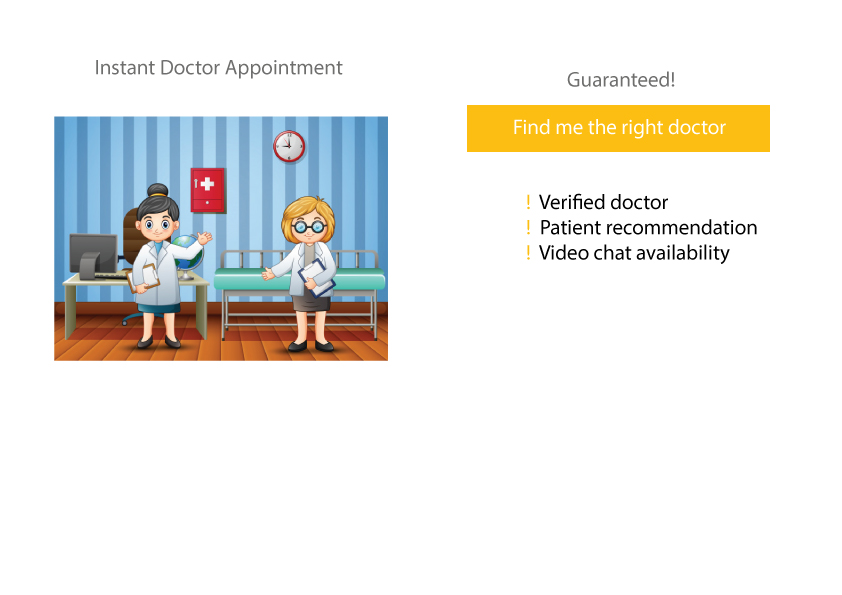 Instant Doctor Appointment
Guaranteed!
Find me the right doctor
! Verified doctor
! Patient recommendation
! Video chat availability